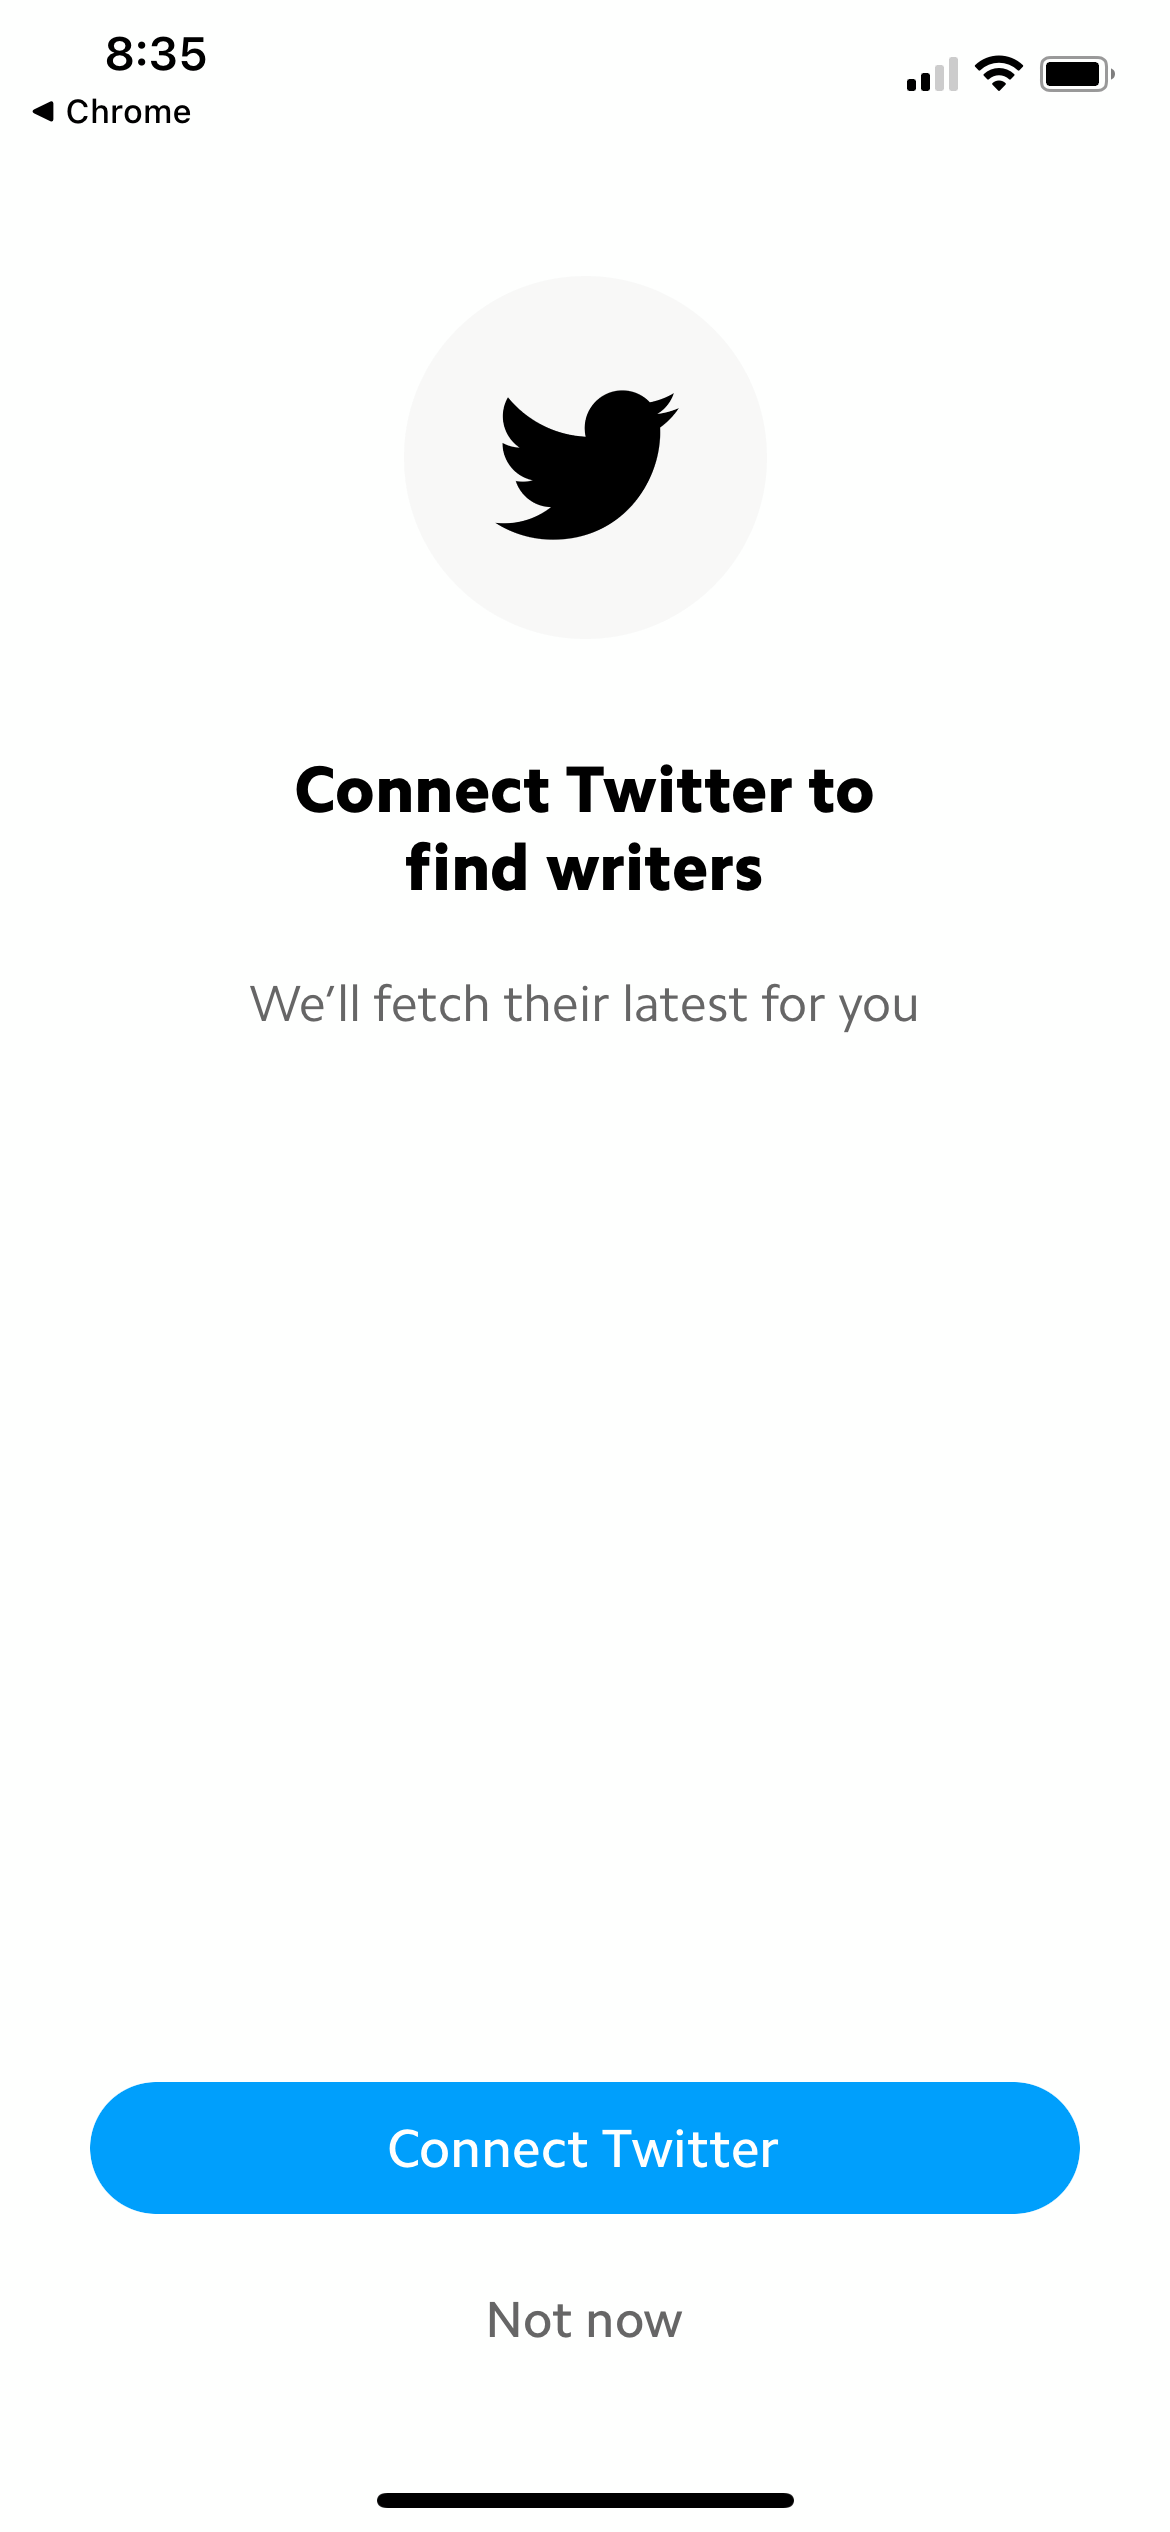 8:35
◀ Chrome
Connect Twitter to
find writers
We’ll fetch their latest for you
Connect Twitter
Not now